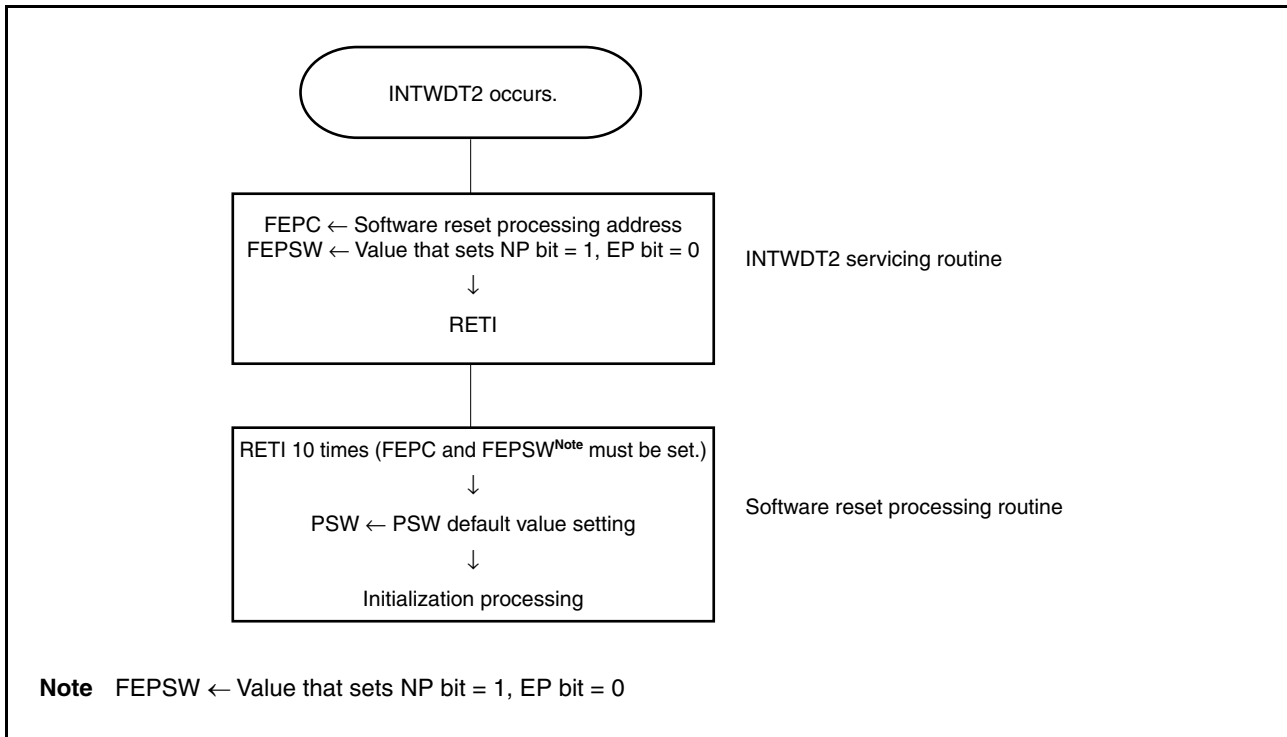 INTWDT2 occurs.
FEPC ← Software reset processing address
FEPSW ← Value that sets NP bit = 1, EP bit = 0
↓
RETI
INTWDT2 servicing routine
RETI 10 times (FEPC and FEPSWNote must be set.)
↓
PSW ← PSW default value setting
↓
Initialization processing
Software reset processing routine
Note FEPSW ← Value that sets NP bit = 1, EP bit = 0